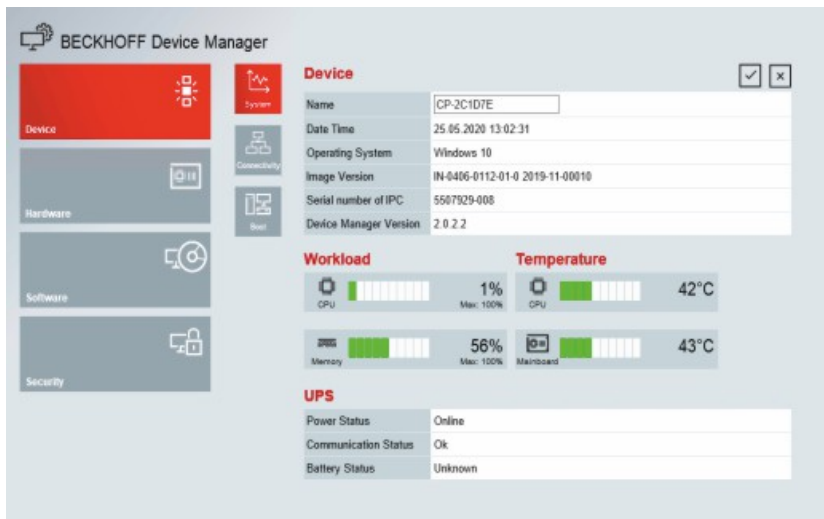 BECKHOFF Device Manager
Device
Hardware
Software
Security
System
Connectivity
Boot
Device
Name CP-2C1D7E
Date Time 25.05.2020 13:02:31
Operating System Windows 10
Image Version IN-0406-0112-01-0 2019-11-00010
Serial number of IPC 5507929-008
Device Manager Version 2.0.2.2
Workload
CPU 1%
Max: 100%
Memory 56%
Max: 100%
Temperature
CPU 42°C
Mainboard 43°C
UPS
Power Status Online
Communication Status Ok
Battery Status Unknown